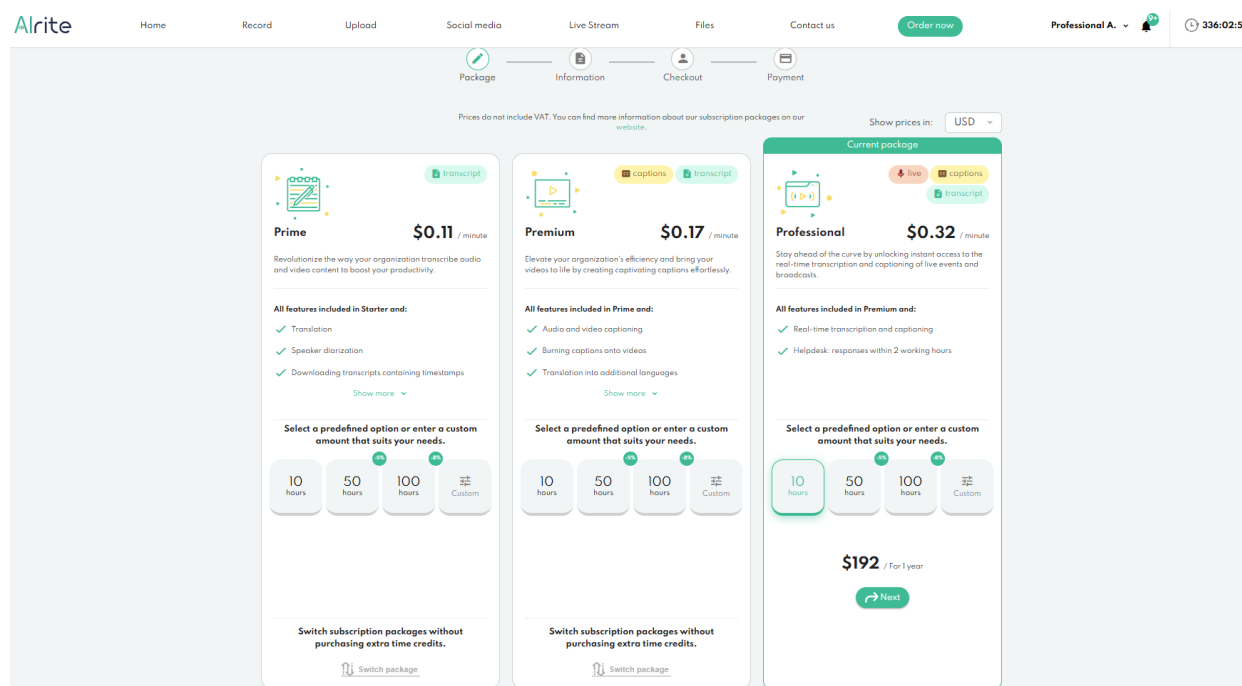 AIrite
Home
Record
Upload
Social media
Live Stream
Files
Contact us
Order now
Professional A.
9+
336:02:5
Package
Information
Checkout
Payment
Prices do not include VAT. You can find more information about our subscription packages on our
website.
Show prices in:
USD
transcript
Prime
$0.11 / minute
Revolutionize the way your organization transcribe audio
and video content to boost your productivity.
All features included in Starter and:
Translation
Speaker diarization
Downloading transcripts containing timestamps
Show more
Select a predefined option or enter a custom
amount that suits your needs.
-5%
-8%
10
hours
50
hours
100
hours
Custom
Switch subscription packages without
purchasing extra time credits.
Switch package
captions
transcript
Premium
$0.17 / minute
Elevate your organization's efficiency and bring your
videos to life by creating captivating captions effortlessly.
All features included in Prime and:
Audio and video captioning
Burning captions onto videos
Translation into additional languages
Show more
Select a predefined option or enter a custom
amount that suits your needs.
-5%
-8%
10
hours
50
hours
100
hours
Custom
Switch subscription packages without
purchasing extra time credits.
Switch package
Current package
live
captions
transcript
Professional
$0.32 / minute
Stay ahead of the curve by unlocking instant access to the
real-time transcription and captioning of live events and
broadcasts.
All features included in Premium and:
Real-time transcription and captioning
Helpdesk: responses within 2 working hours
Select a predefined option or enter a custom
amount that suits your needs.
-5%
-8%
10
hours
50
hours
100
hours
Custom
$192 / For 1 year
Next